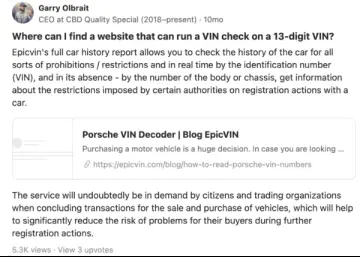 Garry Olbrait
CEO at CBD Quality Special (2018–present) · 10mo
Where can I find a website that can run a VIN check on a 13-digit VIN?
Epicvin's full car history report allows you to check the history of the car for all
sorts of prohibitions / restrictions and in real time by the identification number
(VIN), and in its absence - by the number of the body or chassis, get information
about the restrictions imposed by certain authorities on registration actions with a
car.
Porsche VIN Decoder | Blog EpicVIN
Purchasing a motor vehicle is a huge decision. In case you are looking ...
https://epicvin.com/blog/how-to-read-porsche-vin-numbers
The service will undoubtedly be in demand by citizens and trading organizations
when concluding transactions for the sale and purchase of vehicles, which will help
to significantly reduce the risk of problems for their buyers during further
registration actions.
5.3K views · View 3 upvotes